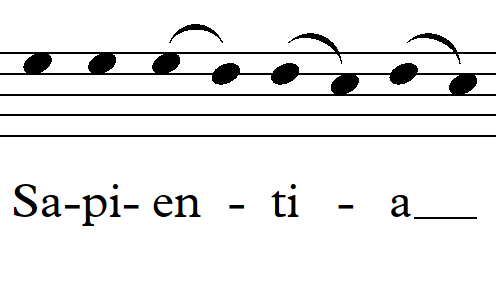 Sa-pi- en - ti - a___